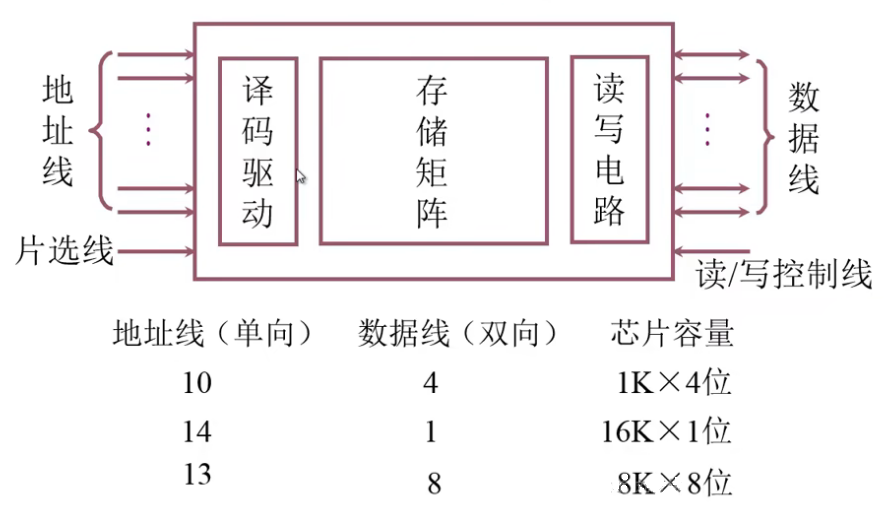 地址线
译码驱动
存储矩阵
读写电路
数据线
片选线
读/写控制线
地址线（单向） 数据线（双向） 芯片容量
10 4 1K×4位
14 1 16K×1位
13 8 8K×8位